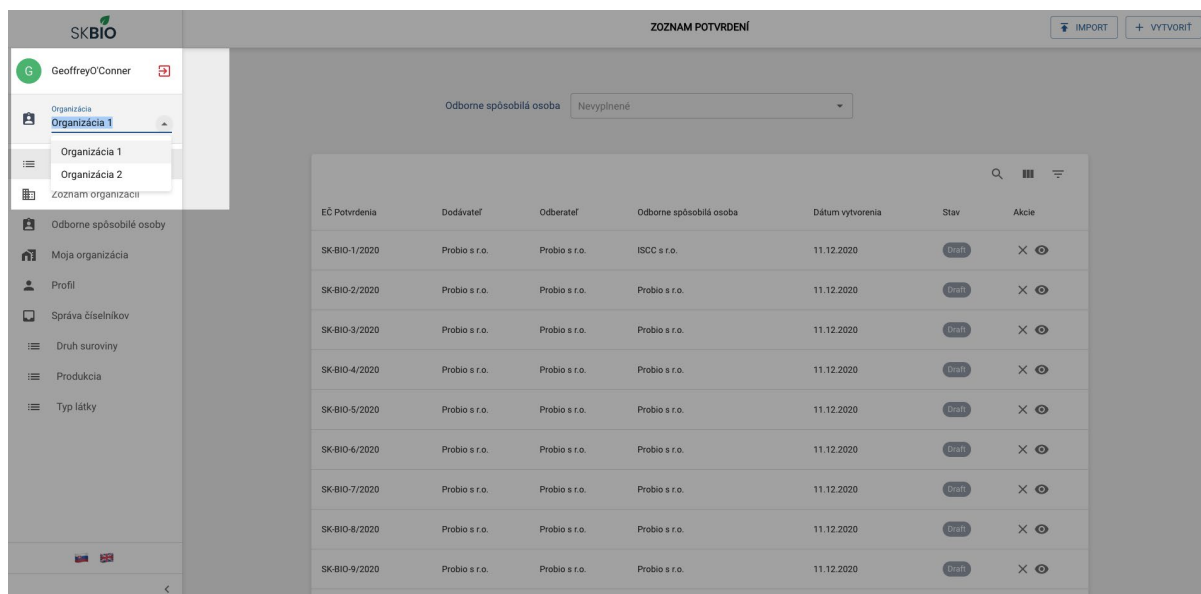 SKBIO
ZOZNAM POTVRDENÍ
IMPORT
+ VYTVORIŤ
G
GeoffreyO'Conner
Organizácia
Organizácia 1
Organizácia 1
Organizácia 2
Zoznam organizácií
Odborne spôsobilé osoby
Moja organizácia
Profil
Správa číselníkov
Druh suroviny
Produkcia
Typ látky
Odborne spôsobilá osoba Nevyplnené
EČ Potvrdenia Dodávateľ Odberateľ Odborne spôsobilá osoba Dátum vytvorenia Stav Akcie
SK-BIO-1/2020 Probio s r.o. Probio s r.o. ISCC s r.o. 11.12.2020 Draft
SK-BIO-2/2020 Probio s r.o. Probio s r.o. Probio s r.o. 11.12.2020 Draft
SK-BIO-3/2020 Probio s r.o. Probio s r.o. Probio s r.o. 11.12.2020 Draft
SK-BIO-4/2020 Probio s r.o. Probio s r.o. Probio s r.o. 11.12.2020 Draft
SK-BIO-5/2020 Probio s r.o. Probio s r.o. Probio s r.o. 11.12.2020 Draft
SK-BIO-6/2020 Probio s r.o. Probio s r.o. Probio s r.o. 11.12.2020 Draft
SK-BIO-7/2020 Probio s r.o. Probio s r.o. Probio s r.o. 11.12.2020 Draft
SK-BIO-8/2020 Probio s r.o. Probio s r.o. Probio s r.o. 11.12.2020 Draft
SK-BIO-9/2020 Probio s r.o. Probio s r.o. Probio s r.o. 11.12.2020 Draft